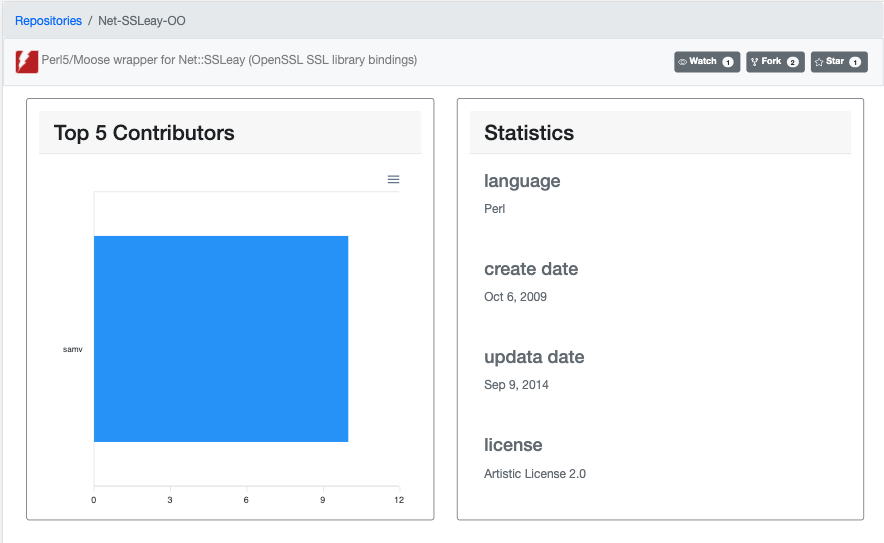 Repositories / Net-SSLeay-OO
Perl5/Moose wrapper for Net::SSLeay (OpenSSL SSL library bindings)
Watch 1 Fork 2 Star 1
Top 5 Contributors
samv
0 3 6 9 12
Statistics
language
Perl
create date
Oct 6, 2009
updata date
Sep 9, 2014
license
Artistic License 2.0